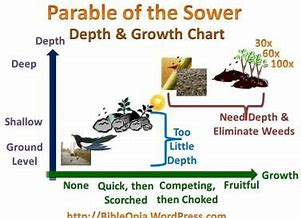 Parable of the Sower
Depth & Growth Chart
Depth
30x
60x
100x
Deep
Need Depth &
Eliminate Weeds
Shallow
Too
Little
Depth
Ground
Level
Growth
None
Quick, then
Scorched
Competing,
then Choked
Fruitful
http://BibleOpia.WordPress.com